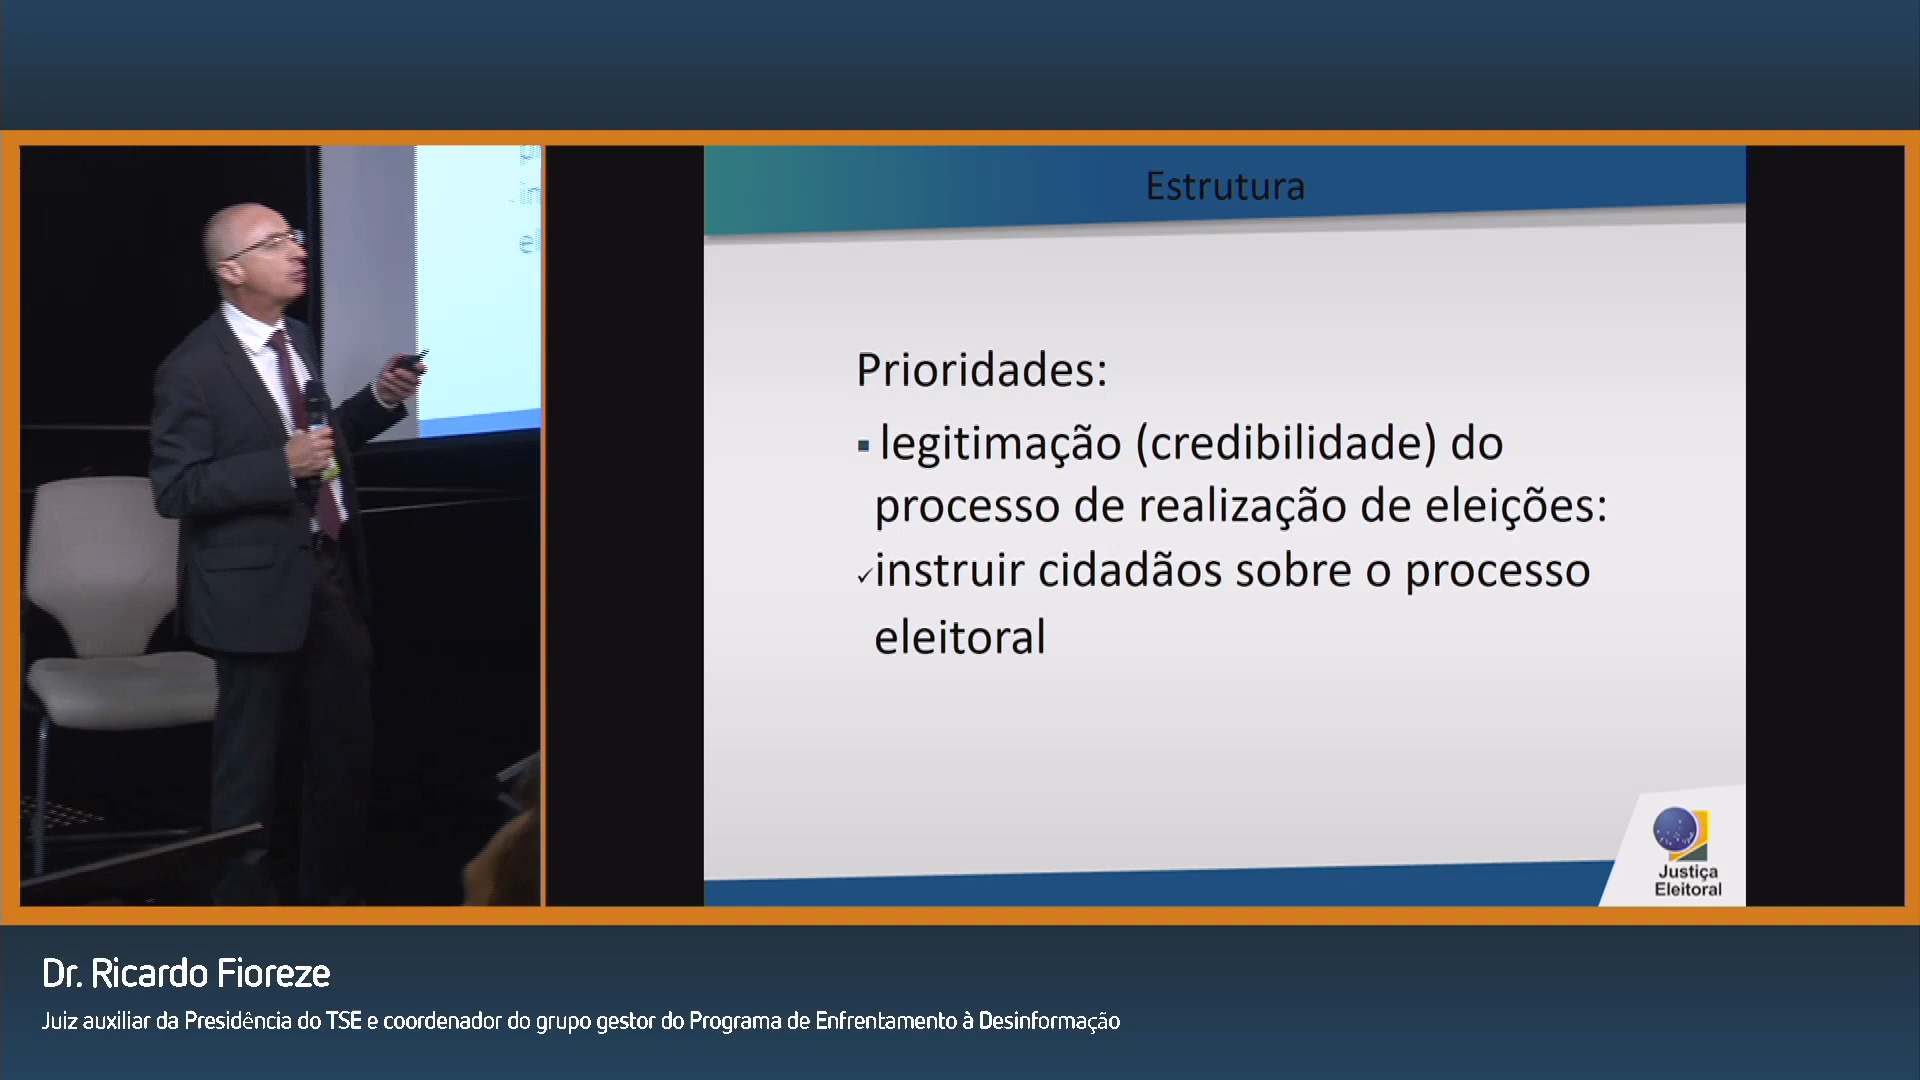 Estrutura
Prioridades:
▪ legitimação (credibilidade) do
processo de realização de eleições:
✓instruir cidadãos sobre o processo
eleitoral
Justiça
Eleitoral
Dr. Ricardo Fioreze
Juiz auxiliar da Presidência do TSE e coordenador do grupo gestor do Programa de Enfrentamento à Desinformação